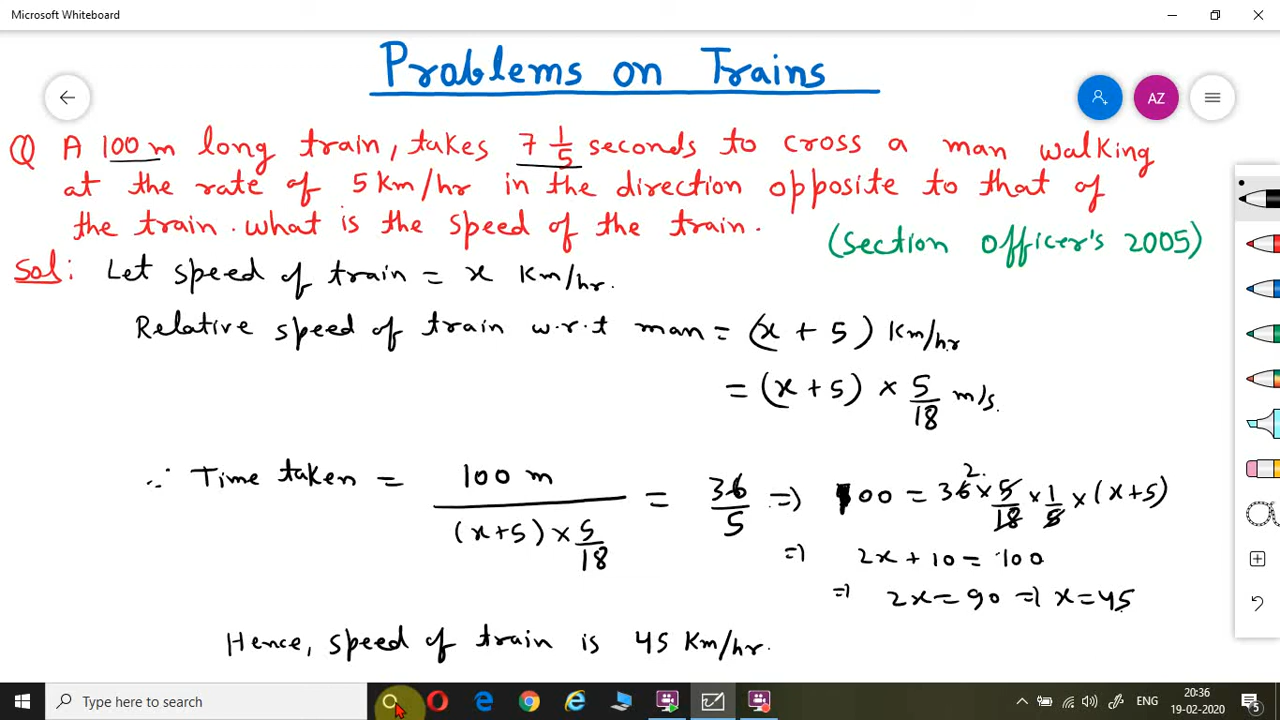 Microsoft Whiteboard
Problems on Trains
AZ
Q A 100 m long train, takes 7 1/5 seconds to cross a man walking
at the rate of 5 Km/hr in the direction opposite to that of
the train. what is the speed of the train.
(Section Officer's 2005)
Sol: Let speed of train = x Km/hr.
Relative speed of train w.r.t man = (x + 5) Km/hr
= (x + 5) × 5/18 m/s.
∴ Time taken = 100 m / (x+5) × 5/18 = 36/5 => 100 = 36 2. × 5/18 × 1/5 × (x+5)
=> 2x + 10 = 100
=> 2x = 90 => x = 45
Hence, speed of train is 45 Km/hr.
Type here to search
ENG
20:36
19-02-2020
5